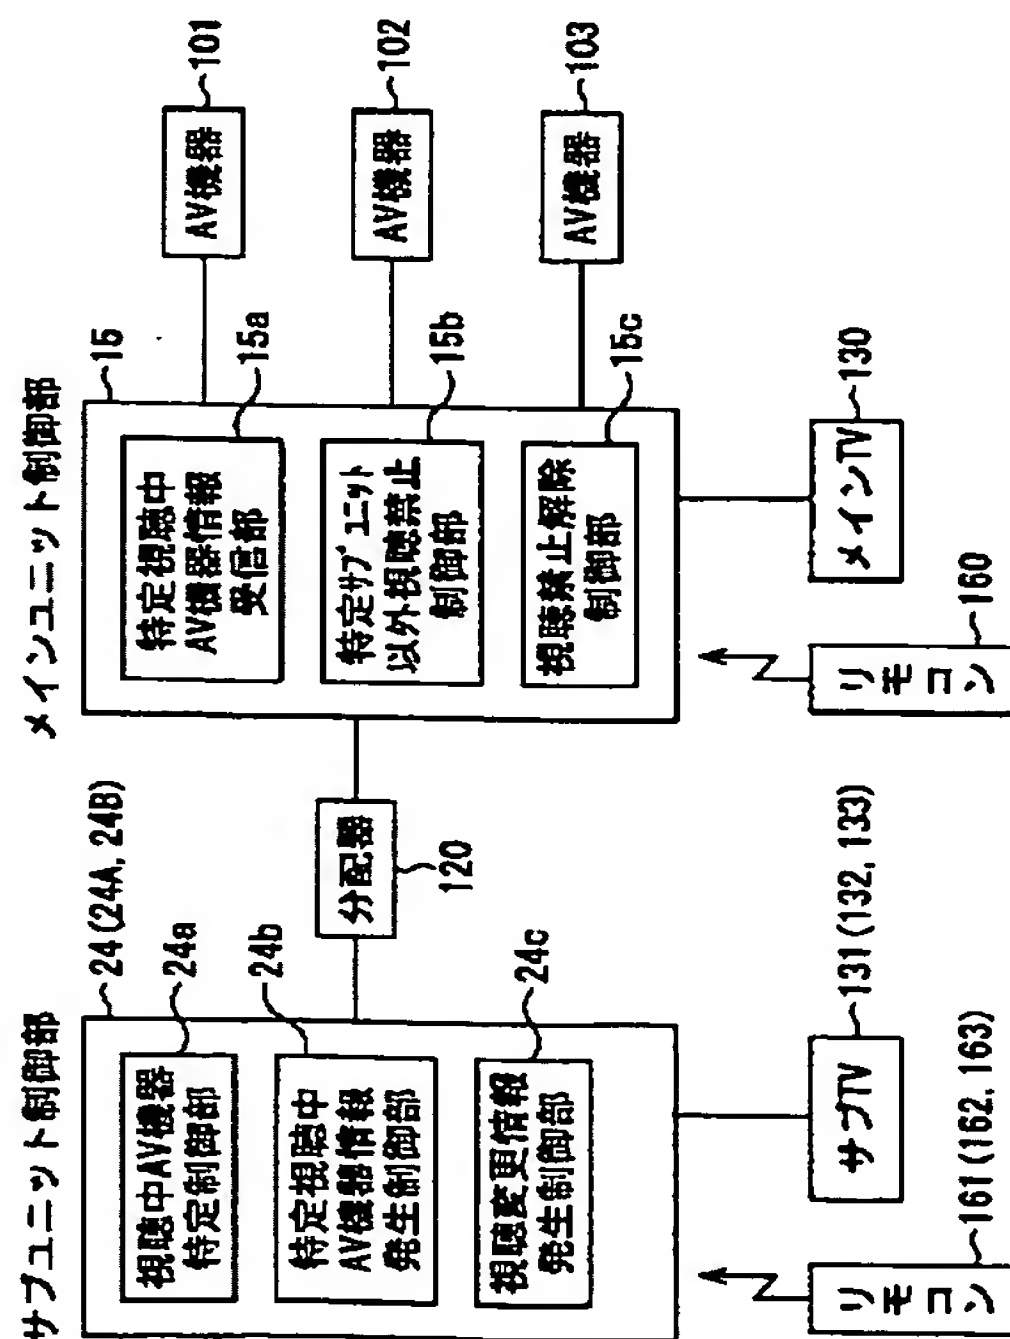 サブユニット制御部
24(24A, 24B)
視聴中AV機器
特定制御部
24a
特定視聴中
AV機器情報
発生制御部
24b
視聴変更情報
発生制御部
24c
サブTV
131(132, 133)
リモコン
161(162, 163)
分配器
120
メインユニット制御部
15
特定視聴中
AV機器情報
受信部
15a
特定サブユニット
以外視聴禁止
制御部
15b
視聴禁止解除
制御部
15c
メインTV
130
リモコン
160
AV機器
101
AV機器
102
AV機器
103